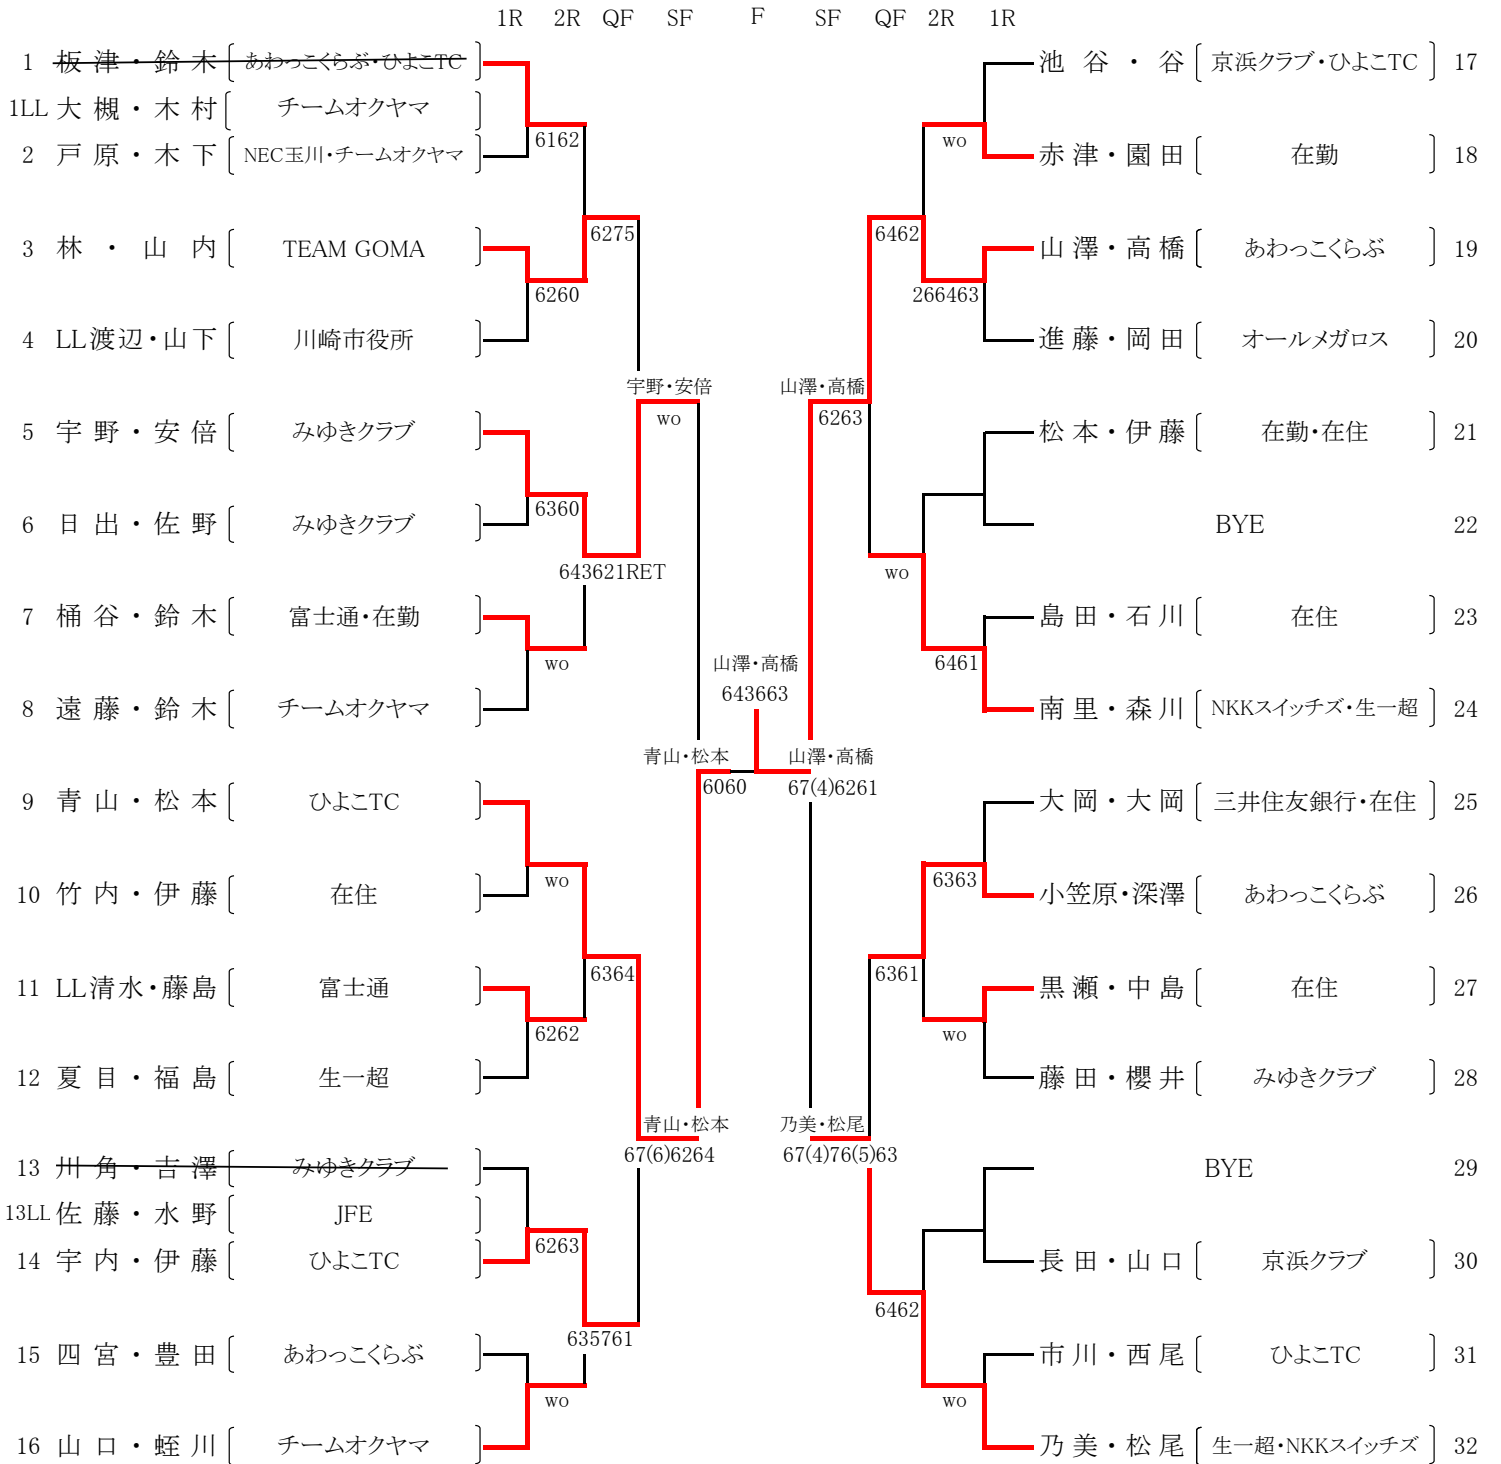 1R 2R QF SF F SF QF 2R 1R
1 板津・鈴木 あわっこくらぶ・ひよこTC
1LL 大槻・木村 チームオクヤマ
6162
2 戸原・木下 NEC玉川・チームオクヤマ
6275
3 林・山内 TEAM GOMA
6260
4 LL渡辺・山下 川崎市役所
宇野・安倍
wo
5 宇野・安倍 みゆきクラブ
6360
6 日出・佐野 みゆきクラブ
643621RET
7 桶谷・鈴木 富士通・在勤
wo
8 遠藤・鈴木 チームオクヤマ
青山・松本
6060
9 青山・松本 ひよこTC
wo
10 竹内・伊藤 在住
6364
11 LL清水・藤島 富士通
6262
12 夏目・福島 生一超
青山・松本
67(6)6264
13 川角・吉澤 みゆきクラブ
13LL 佐藤・水野 JFE
6263
14 宇内・伊藤 ひよこTC
635761
15 四宮・豊田 あわっこくらぶ
wo
16 山口・蛭川 チームオクヤマ
山澤・高橋
643663
池谷・谷 京浜クラブ・ひよこTC 17
wo
赤津・園田 在勤 18
6462
山澤・高橋 あわっこくらぶ 19
266463
進藤・岡田 オールメガロス 20
山澤・高橋
6263
松本・伊藤 在勤・在住 21
BYE 22
wo
島田・石川 在住 23
6461
南里・森川 NKKスイッチズ・生一超 24
山澤・高橋
67(4)6261
大岡・大岡 三井住友銀行・在住 25
6363
小笠原・深澤 あわっこくらぶ 26
6361
黒瀬・中島 在住 27
wo
藤田・櫻井 みゆきクラブ 28
乃美・松尾
67(4)76(5)63
BYE 29
長田・山口 京浜クラブ 30
6462
市川・西尾 ひよこTC 31
wo
乃美・松尾 生一超・NKKスイッチズ 32